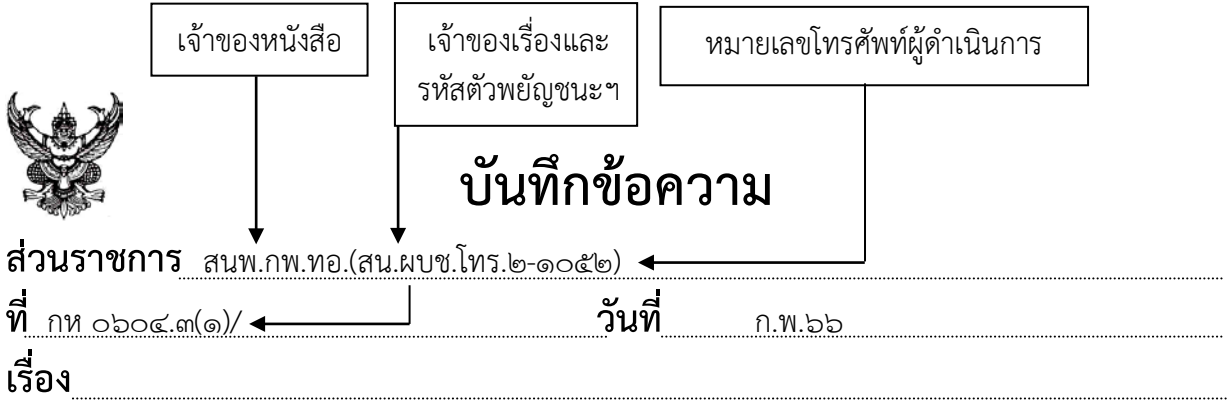 เจ้าของหนังสือ
เจ้าของเรื่องและ
รหัสตัวพยัญชนะฯ
หมายเลขโทรศัพท์ผู้ดำเนินการ
บันทึกข้อความ
ส่วนราชการ สนพ.กพ.ทอ.(สน.ผบช.โทร.๒-๑๐๕๒)
ที่ กห ๐๖๐๔.๓(๑)/ วันที่ ก.พ.๖๖
เรื่อง